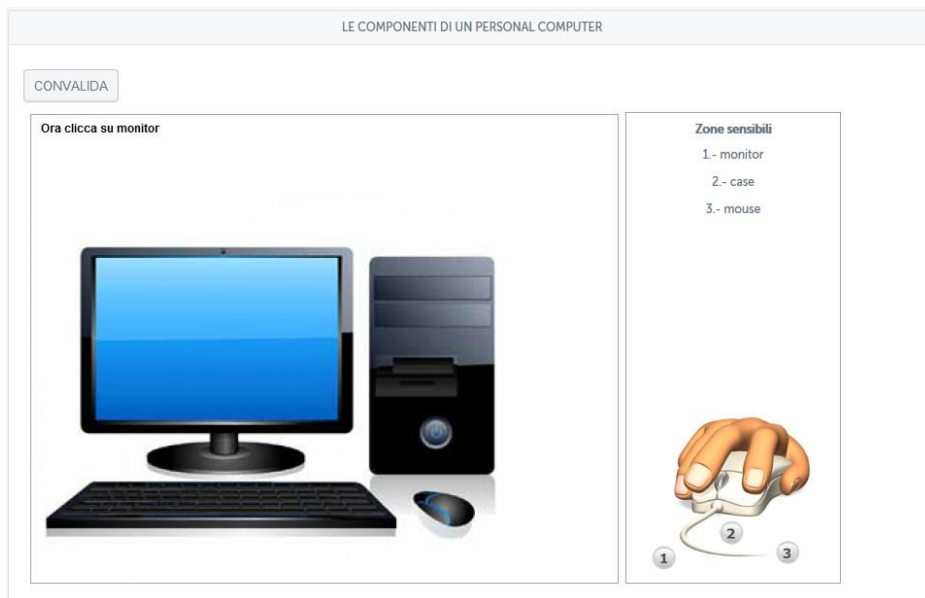 LE COMPONENTI DI UN PERSONAL COMPUTER
CONVALIDA
Ora clicca su monitor
Zone sensibili
1.- monitor
2.- case
3.- mouse
1
2
3